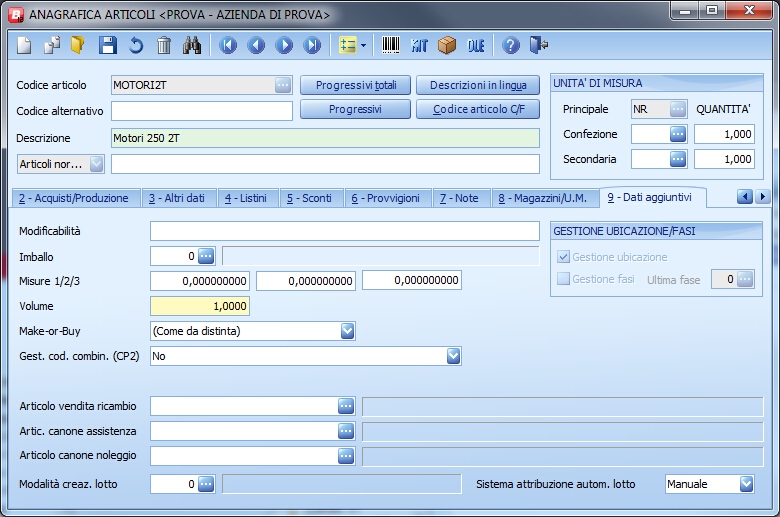 ANAGRAFICA ARTICOLI <PROVA - AZIENDA DI PROVA>
KIT OLE
Codice articolo MOTORI2T Progressivi totali Descrizioni in lingua
Codice alternativo Progressivi Codice articolo C/F
Descrizione Motori 250 2T
Articoli nor...
UNITA' DI MISURA
Principale NR QUANTITA'
Confezione 1,000
Secondaria 1,000
2 - Acquisti/Produzione 3 - Altri dati 4 - Listini 5 - Sconti 6 - Provvigioni 7 - Note 8 - Magazzini/U.M. 9 - Dati aggiuntivi
Modificabilità
Imballo 0
Misure 1/2/3 0,000000000 0,000000000 0,000000000
Volume 1,0000
Make-or-Buy (Come da distinta)
Gest. cod. combin. (CP2) No
GESTIONE UBICAZIONE/FASI
Gestione ubicazione
Gestione fasi Ultima fase 0
Articolo vendita ricambio
Artic. canone assistenza
Articolo canone noleggio
Modalità creaz. lotto 0 Sistema attribuzione autom. lotto Manuale